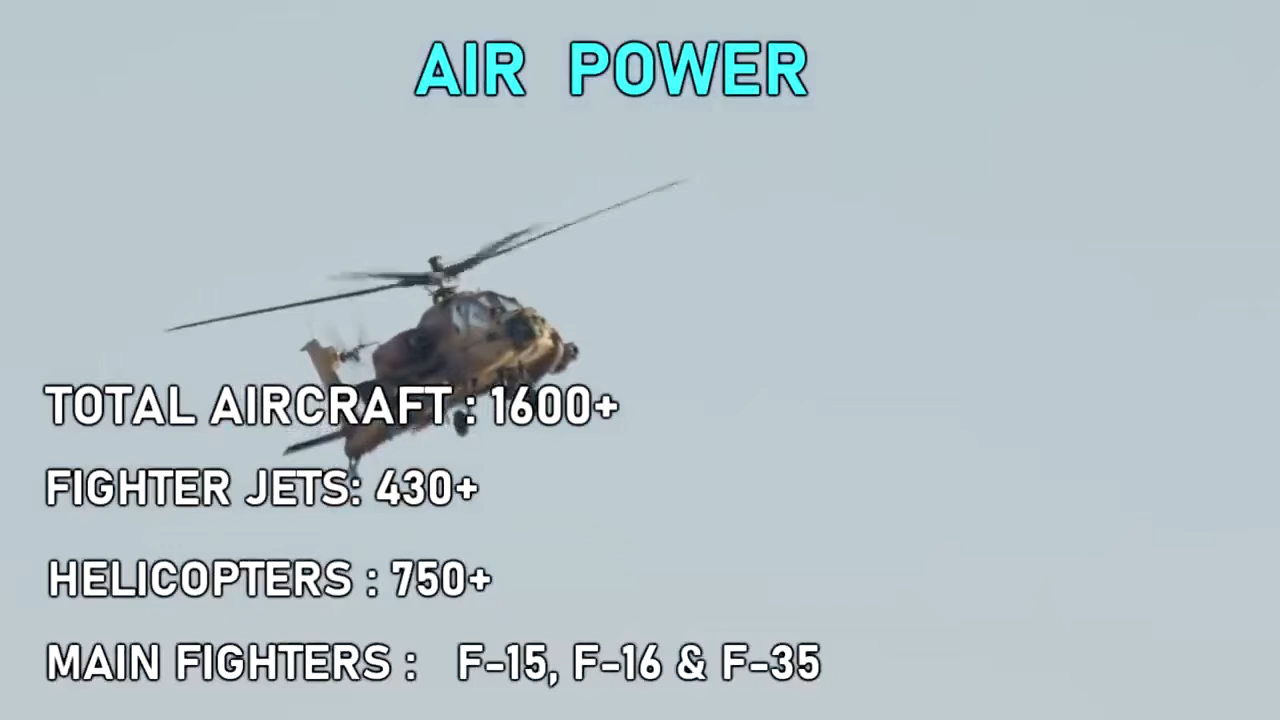 AIR POWER
TOTAL AIRCRAFT : 1600+
FIGHTER JETS: 430+
HELICOPTERS : 750+
MAIN FIGHTERS : F-15, F-16 & F-35